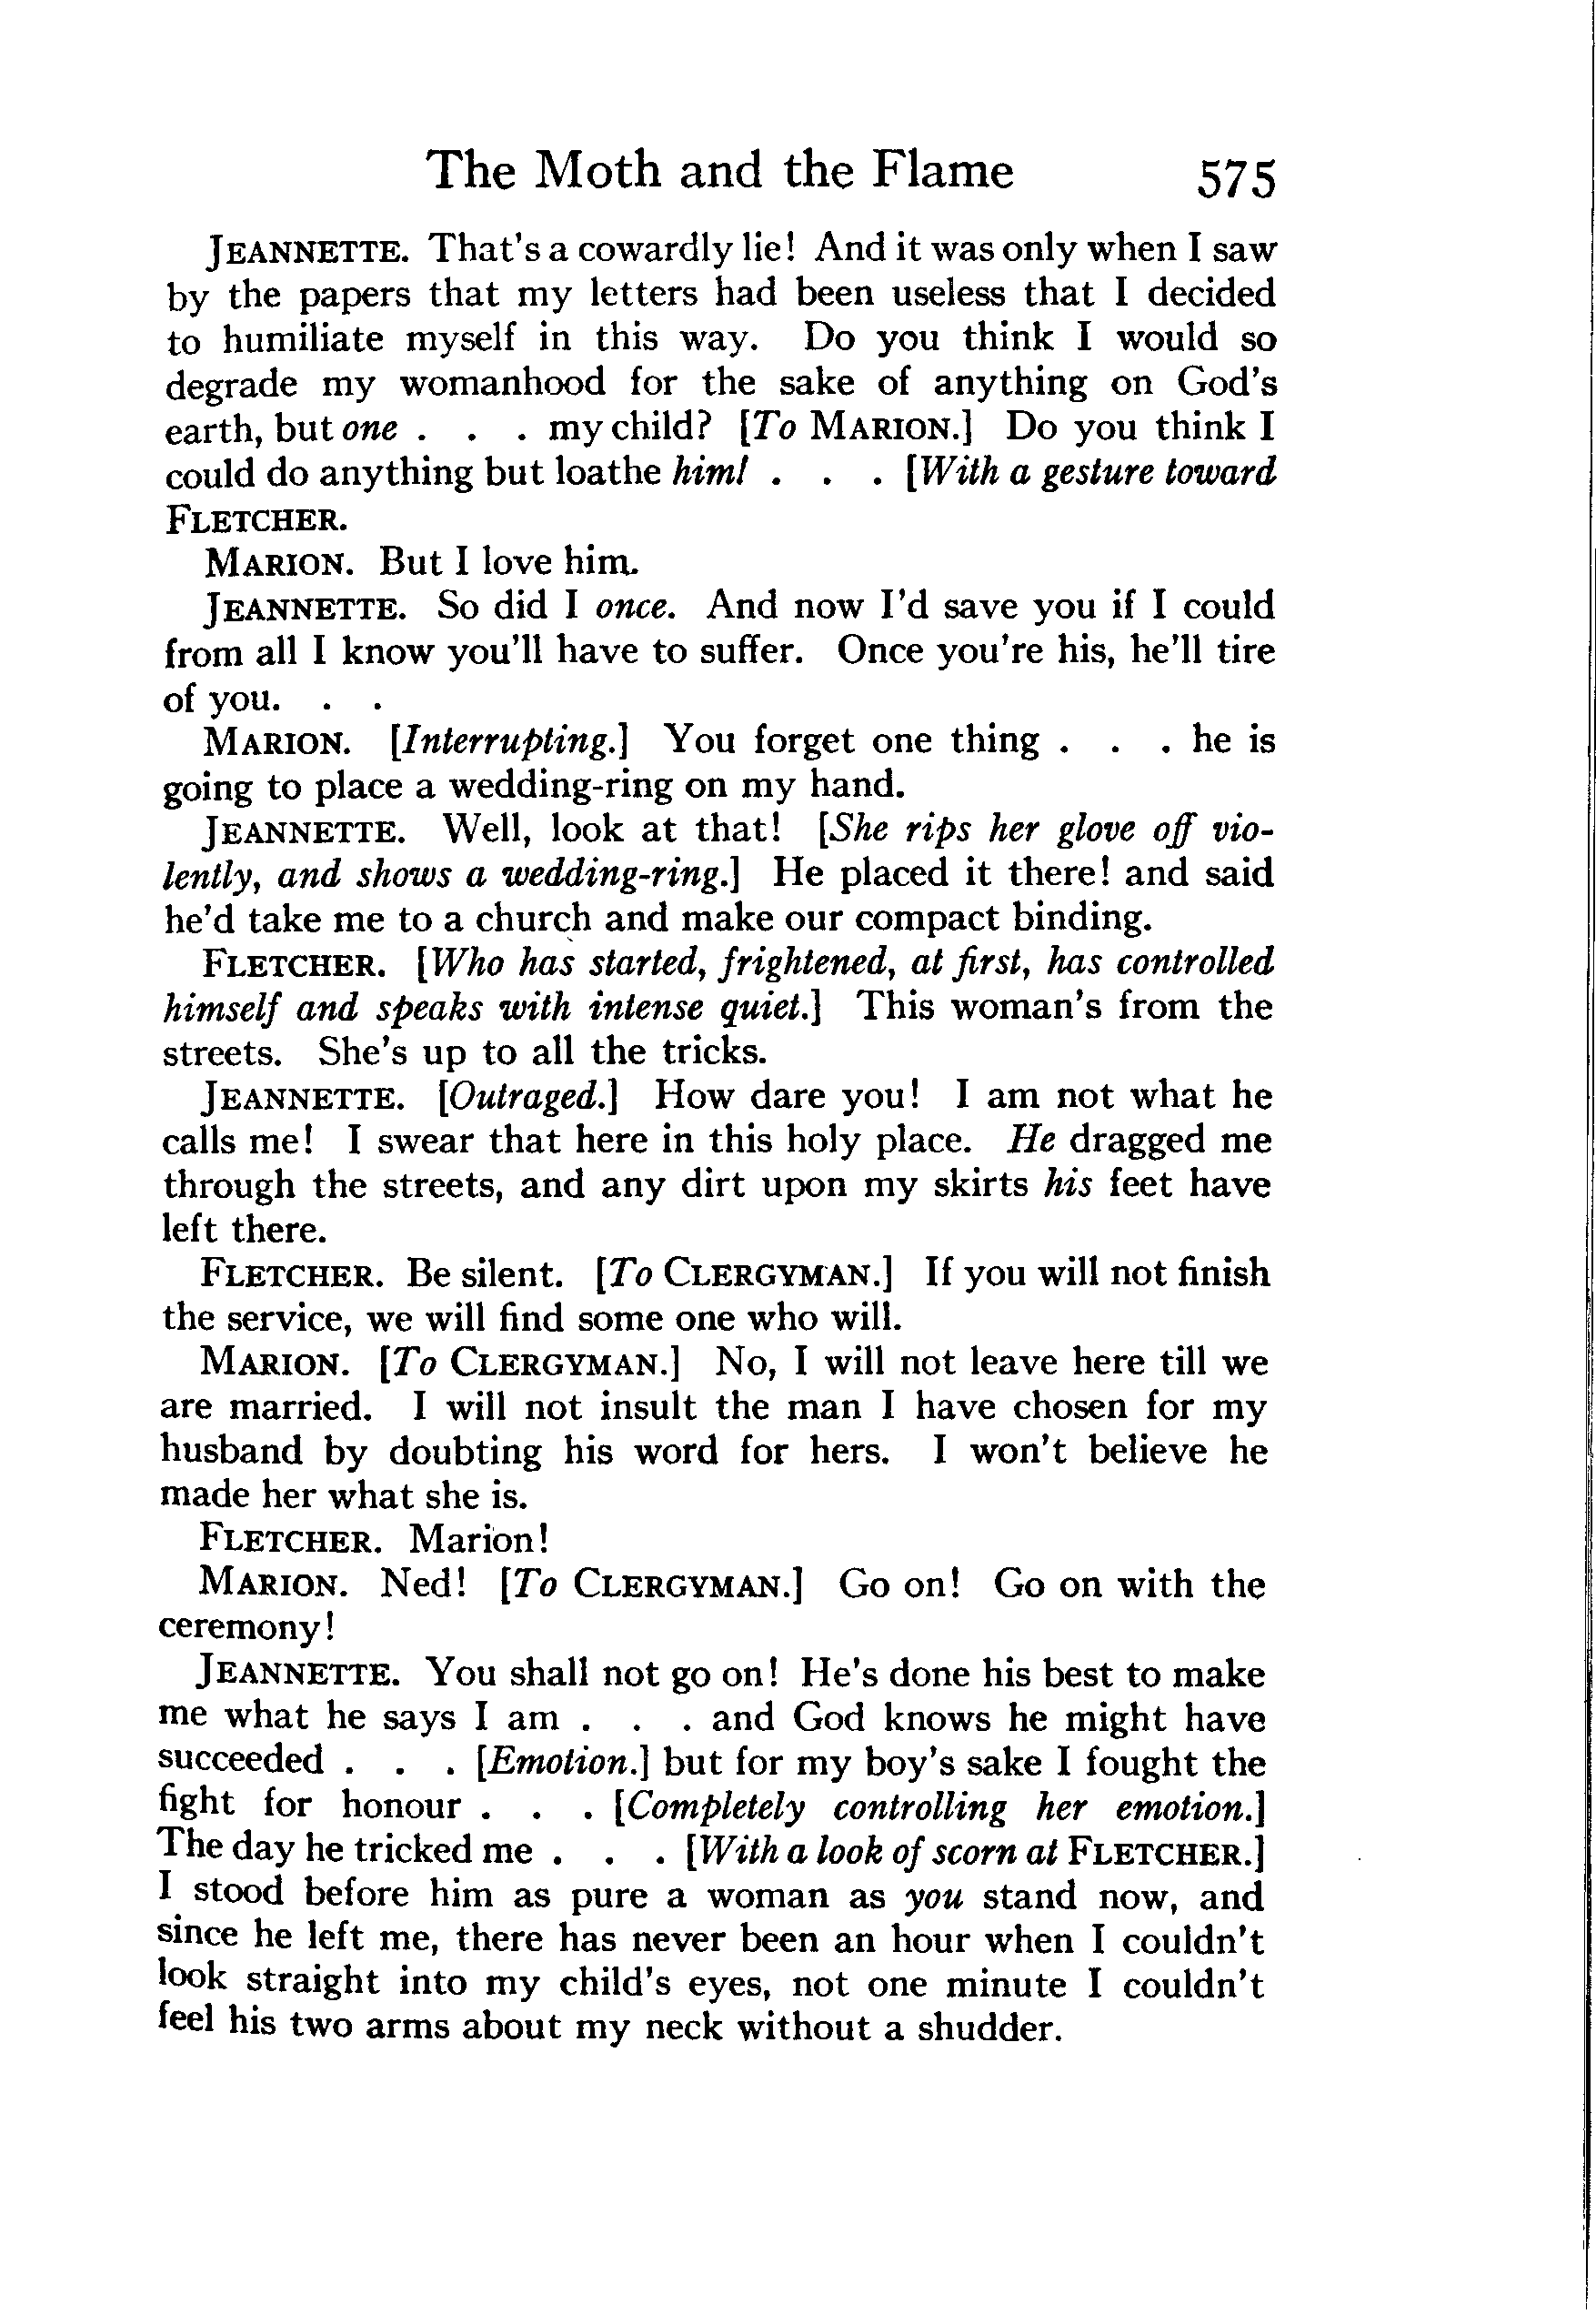 The Moth and the Flame 575
JEANNETTE. That's a cowardly lie! And it was only when I saw
by the papers that my letters had been useless that I decided
to humiliate myself in this way. Do you think I would so
degrade my womanhood for the sake of anything on God's
earth, but one . . . my child? [To MARION.] Do you think I
could do anything but loathe him! . . . [With a gesture toward
FLETCHER.
MARION. But I love him.
JEANNETTE. So did I once. And now I'd save you if I could
from all I know you'll have to suffer. Once you're his, he'll tire
of you. . .
MARION. [Interrupting.] You forget one thing . . . he is
going to place a wedding-ring on my hand.
JEANNETTE. Well, look at that! [She rips her glove off vio-
lently, and shows a wedding-ring.] He placed it there! and said
he'd take me to a church and make our compact binding.
FLETCHER. [Who has started, frightened, at first, has controlled
himself and speaks with intense quiet.] This woman's from the
streets. She's up to all the tricks.
JEANNETTE. [Outraged.] How dare you! I am not what he
calls me! I swear that here in this holy place. He dragged me
through the streets, and any dirt upon my skirts his feet have
left there.
FLETCHER. Be silent. [To CLERGYMAN.] If you will not finish
the service, we will find some one who will.
MARION. [To CLERGYMAN.] No, I will not leave here till we
are married. I will not insult the man I have chosen for my
husband by doubting his word for hers. I won't believe he
made her what she is.
FLETCHER. Marion!
MARION. Ned! [To CLERGYMAN.] Go on! Go on with the
ceremony!
JEANNETTE. You shall not go on! He's done his best to make
me what he says I am . . . and God knows he might have
succeeded . . . [Emotion.] but for my boy's sake I fought the
fight for honour . . . [Completely controlling her emotion.]
The day he tricked me . . . [With a look of scorn at FLETCHER.]
I stood before him as pure a woman as you stand now, and
since he left me, there has never been an hour when I couldn't
look straight into my child's eyes, not one minute I couldn't
feel his two arms about my neck without a shudder.